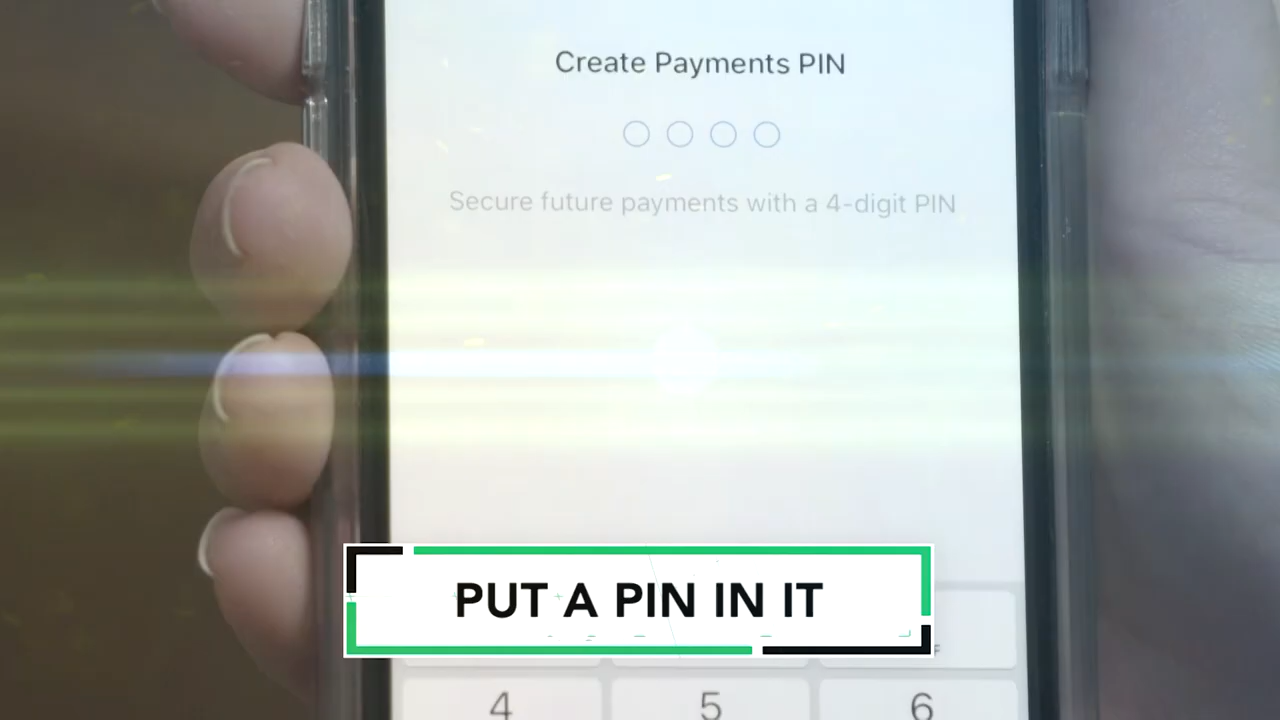 Create Payments PIN
Secure future payments with a 4-digit PIN
PUT A PIN IN IT
4
5
6